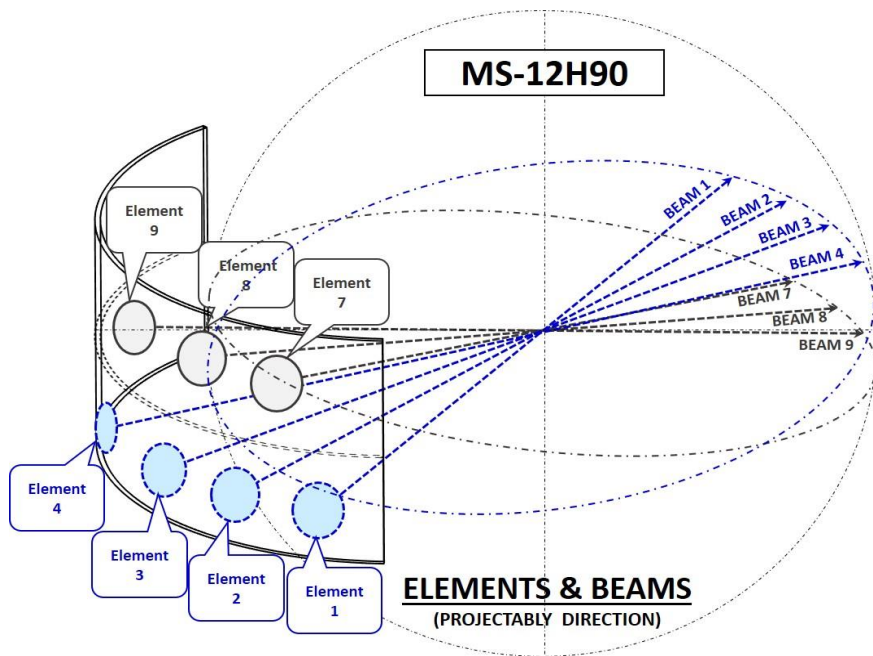 MS-12H90
BEAM 1
BEAM 2
BEAM 3
BEAM 4
BEAM 7
BEAM 8
BEAM 9
Element
9
Element
8
Element
7
Element
4
Element
3
Element
2
Element
1
ELEMENTS & BEAMS
(PROJECTABLY DIRECTION)